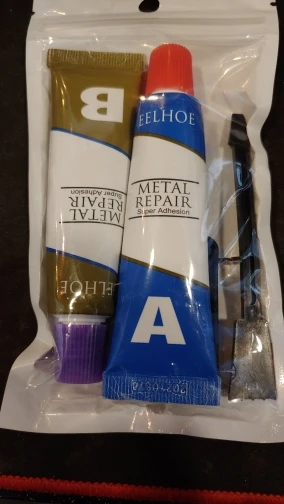 B
Super Adhesion
METAL
REPAIR
ELHOE
EELHOE
METAL
REPAIR
Super Adhesion
A